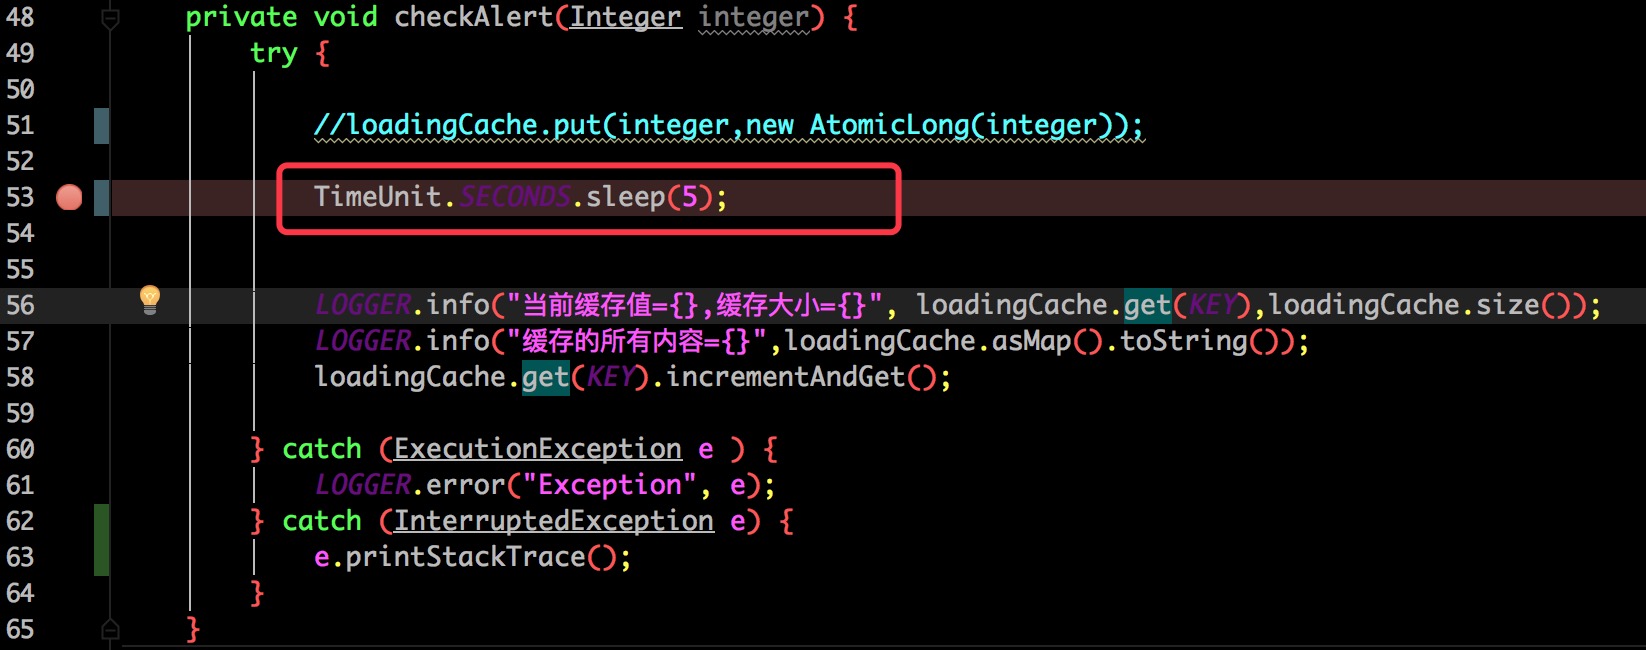 48 private void checkAlert(Integer integer) {
49 try {
50
51 //loadingCache.put(integer,new AtomicLong(integer));
52
53 TimeUnit.SECONDS.sleep(5);
54
55
56 LOGGER.info("当前缓存值={},缓存大小={}", loadingCache.get(KEY),loadingCache.size());
57 LOGGER.info("缓存的所有内容={}",loadingCache.asMap().toString());
58 loadingCache.get(KEY).incrementAndGet();
59
60 } catch (ExecutionException e ) {
61 LOGGER.error("Exception", e);
62 } catch (InterruptedException e) {
63 e.printStackTrace();
64 }
65 }